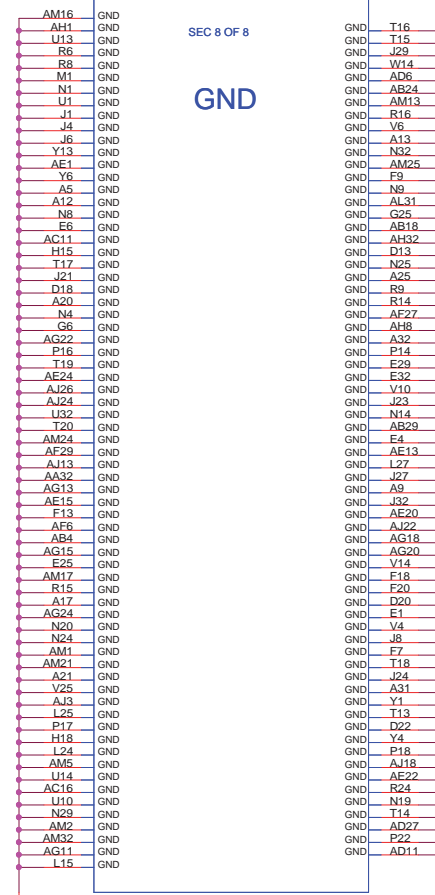 AM16 GND
AH1 GND
U13 GND
R6 GND
R8 GND
M1 GND
N1 GND
U1 GND
J1 GND
J4 GND
J6 GND
Y13 GND
AE1 GND
Y6 GND
A5 GND
A12 GND
N8 GND
E6 GND
AC11 GND
H15 GND
T17 GND
J21 GND
D18 GND
A20 GND
N4 GND
G6 GND
AG22 GND
P16 GND
T19 GND
AE24 GND
AJ26 GND
AJ24 GND
U32 GND
T20 GND
AM24 GND
AF29 GND
AJ13 GND
AA32 GND
AG13 GND
AE15 GND
F13 GND
AF6 GND
AB4 GND
AG15 GND
E25 GND
AM17 GND
R15 GND
A17 GND
AG24 GND
N20 GND
N24 GND
AM1 GND
AM21 GND
A21 GND
V25 GND
AJ3 GND
L25 GND
P17 GND
H18 GND
L24 GND
AM5 GND
U14 GND
AC16 GND
U10 GND
N29 GND
AM2 GND
AM32 GND
AG11 GND
L15 GND
SEC 8 OF 8
GND
GND T16
GND T15
GND J29
GND W14
GND AD6
GND AB24
GND AM13
GND R16
GND V6
GND A13
GND N32
GND AM25
GND F9
GND N9
GND AL31
GND G25
GND AB18
GND AH32
GND D13
GND N25
GND A25
GND R9
GND R14
GND AF27
GND AH8
GND A32
GND P14
GND E29
GND E32
GND V10
GND J23
GND N14
GND AB29
GND E4
GND AE13
GND L27
GND J27
GND A9
GND J32
GND AE20
GND AJ22
GND AG18
GND AG20
GND V14
GND F18
GND F20
GND D20
GND E1
GND V4
GND J8
GND F7
GND T18
GND J24
GND A31
GND Y1
GND T13
GND D22
GND Y4
GND P18
GND AJ18
GND AE22
GND R24
GND N19
GND T14
GND AD27
GND P22
GND AD11